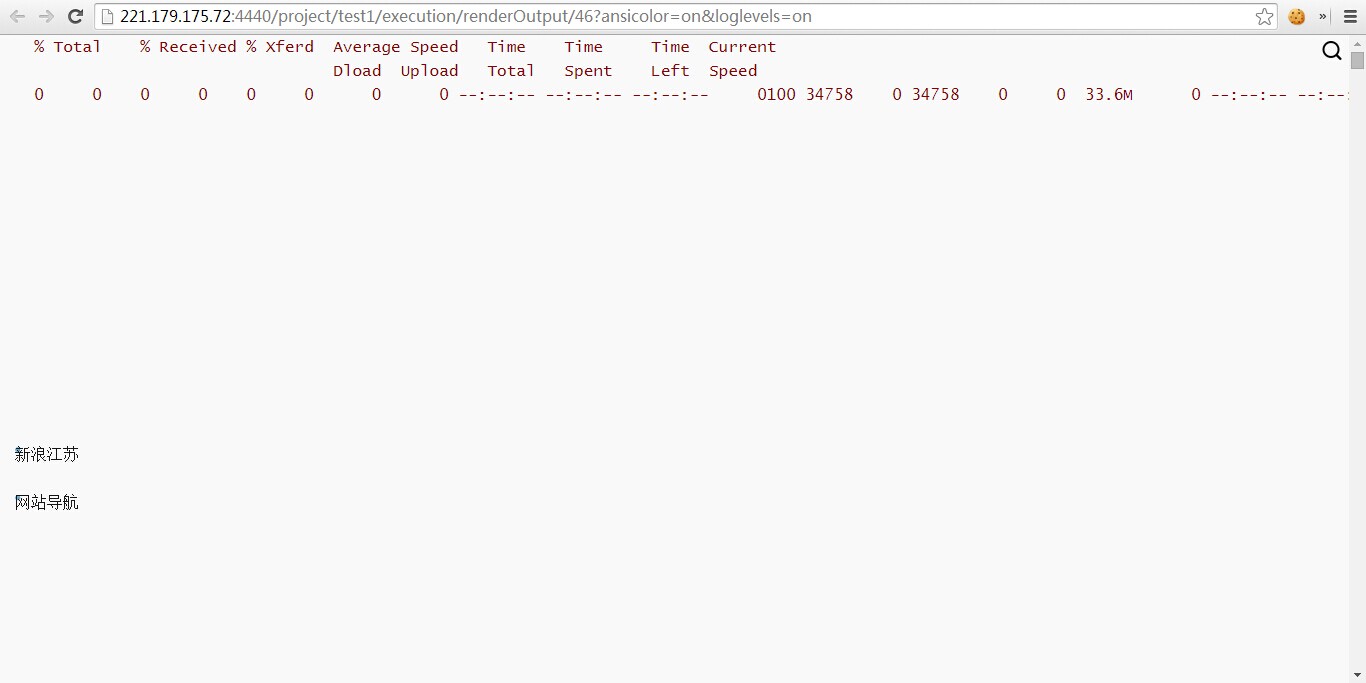 221.179.175.72:4440/project/test1/execution/renderOutput/46?ansicolor=on&loglevels=on
% Total % Received % Xferd Average Speed Time Time Time Current
Dload Upload Total Spent Left Speed
0 0 0 0 0 0 0 0 --:--:-- --:--:-- --:--:-- 0100 34758 0 34758 0 0 33.6M 0 --:--:-- --:--:
新浪江苏
网站导航